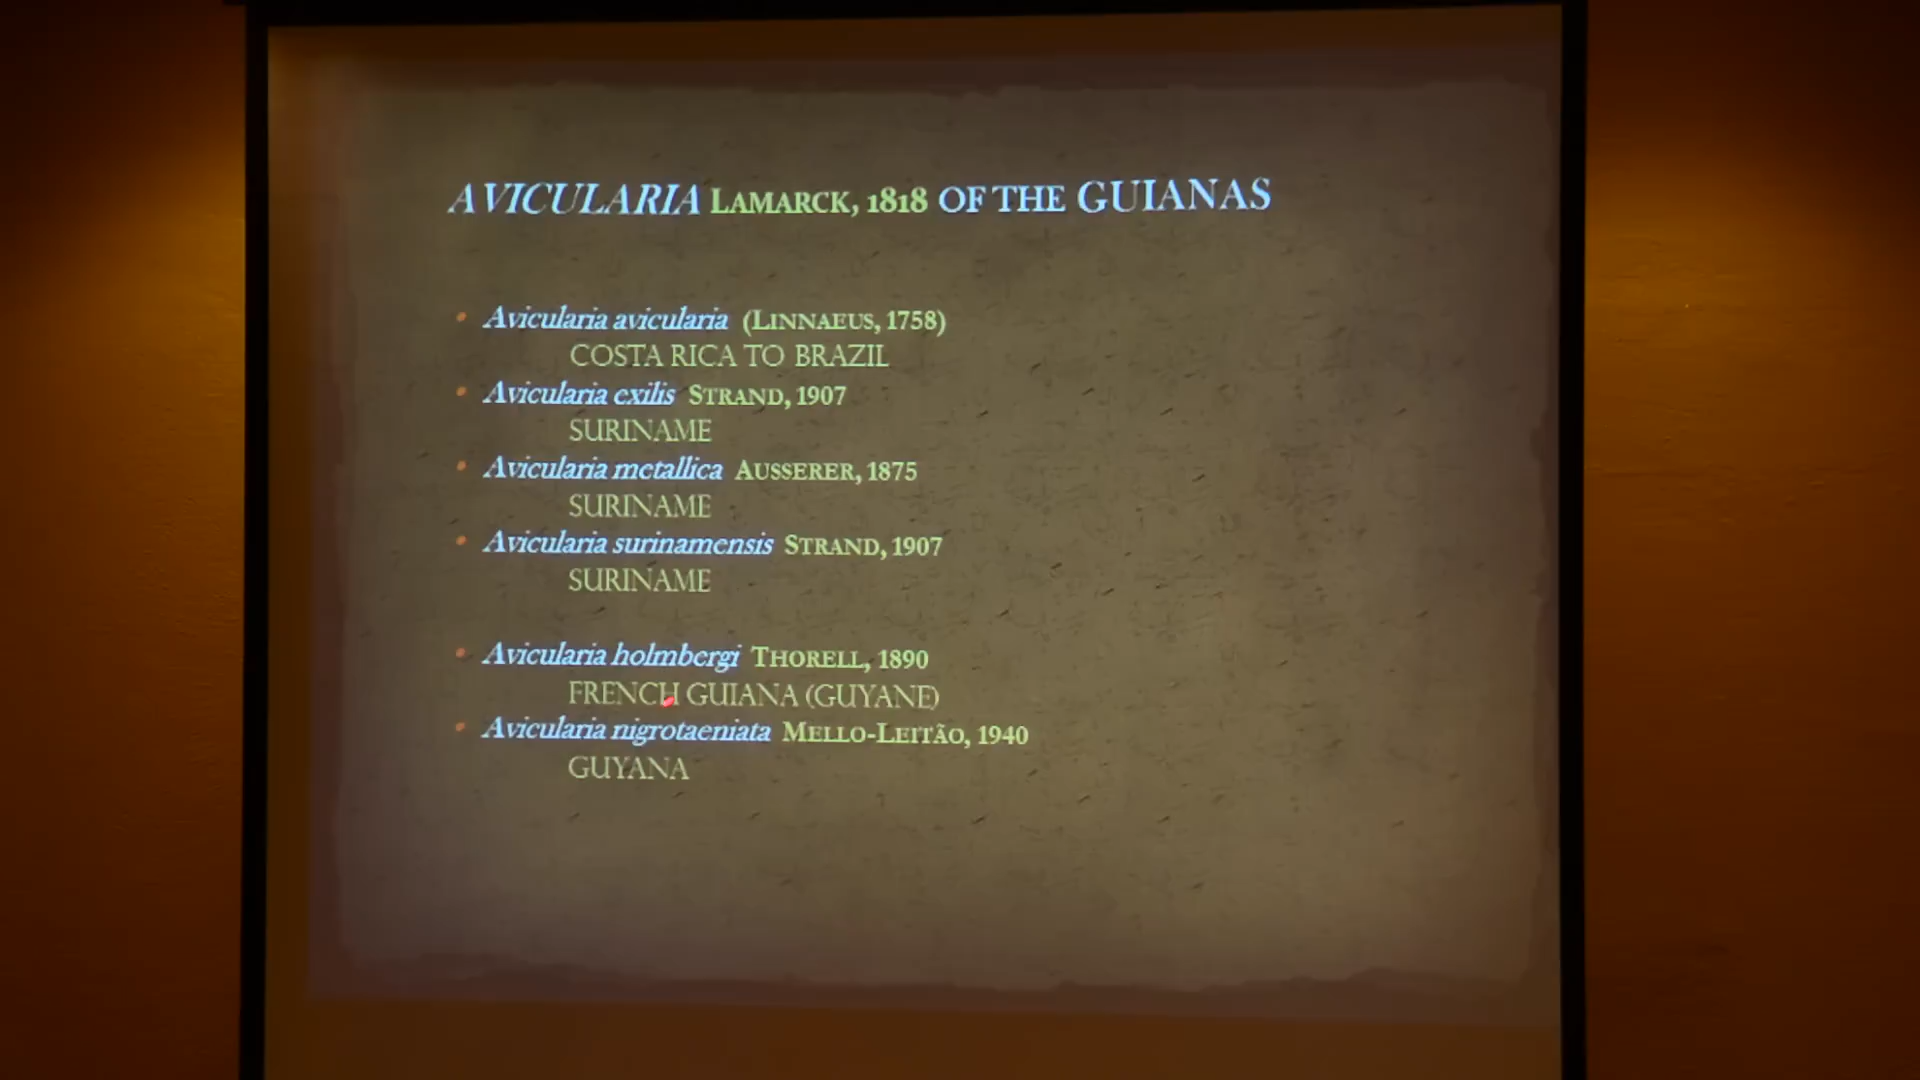 AVICULARIA LAMARCK, 1818 OF THE GUIANAS
• Avicularia avicularia (LINNAEUS, 1758)
COSTA RICA TO BRAZIL
• Avicularia exilis STRAND, 1907
SURINAME
• Avicularia metallica AUSSERER, 1875
SURINAME
• Avicularia surinamensis STRAND, 1907
SURINAME
• Avicularia holmbergi THORELL, 1890
FRENCH GUIANA (GUYANE)
• Avicularia nigrotaeniata MELLO-LEITÃO, 1940
GUYANA